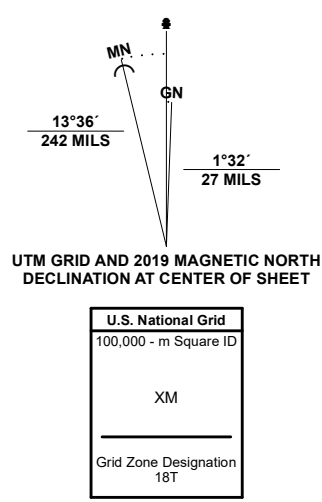 MN
GN
13°36´
242 MILS
1°32´
27 MILS
UTM GRID AND 2019 MAGNETIC NORTH
DECLINATION AT CENTER OF SHEET
U.S. National Grid
100,000 - m Square ID
XM
Grid Zone Designation
18T